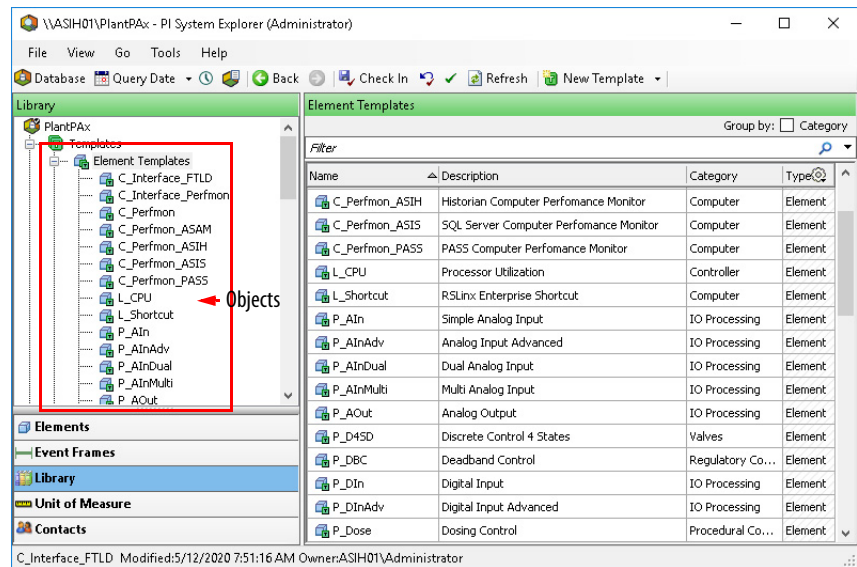 \\ASIH01\PlantPAx - PI System Explorer (Administrator)
File View Go Tools Help
Database Query Date Back Check In Refresh New Template
Library
PlantPAx
Templates
Element Templates
C_Interface_FTLD
C_Interface_Perfmon
C_Perfmon
C_Perfmon_ASAM
C_Perfmon_ASIH
C_Perfmon_ASIS
C_Perfmon_PASS
L_CPU
L_Shortcut
P_AIn
P_AInAdv
P_AInDual
P_AInMulti
P_AOut
Objects
Elements
Event Frames
Library
Unit of Measure
Contacts
Element Templates
Group by: Category
Filter
Name Description Category Type
C_Perfmon_ASIH Historian Computer Perfomance Monitor Computer Element
C_Perfmon_ASIS SQL Server Computer Perfomance Monitor Computer Element
C_Perfmon_PASS PASS Computer Perfomance Monitor Computer Element
L_CPU Processor Utilization Controller Element
L_Shortcut RSLinx Enterprise Shortcut Computer Element
P_AIn Simple Analog Input IO Processing Element
P_AInAdv Analog Input Advanced IO Processing Element
P_AInDual Dual Analog Input IO Processing Element
P_AInMulti Multi Analog Input IO Processing Element
P_AOut Analog Output IO Processing Element
P_D4SD Discrete Control 4 States Valves Element
P_DBC Deadband Control Regulatory Co... Element
P_DIn Digital Input IO Processing Element
P_DInAdv Digital Input Advanced IO Processing Element
P_Dose Dosing Control Procedural Co... Element
C_Interface_FTLD Modified:5/12/2020 7:51:16 AM Owner:ASIH01\Administrator